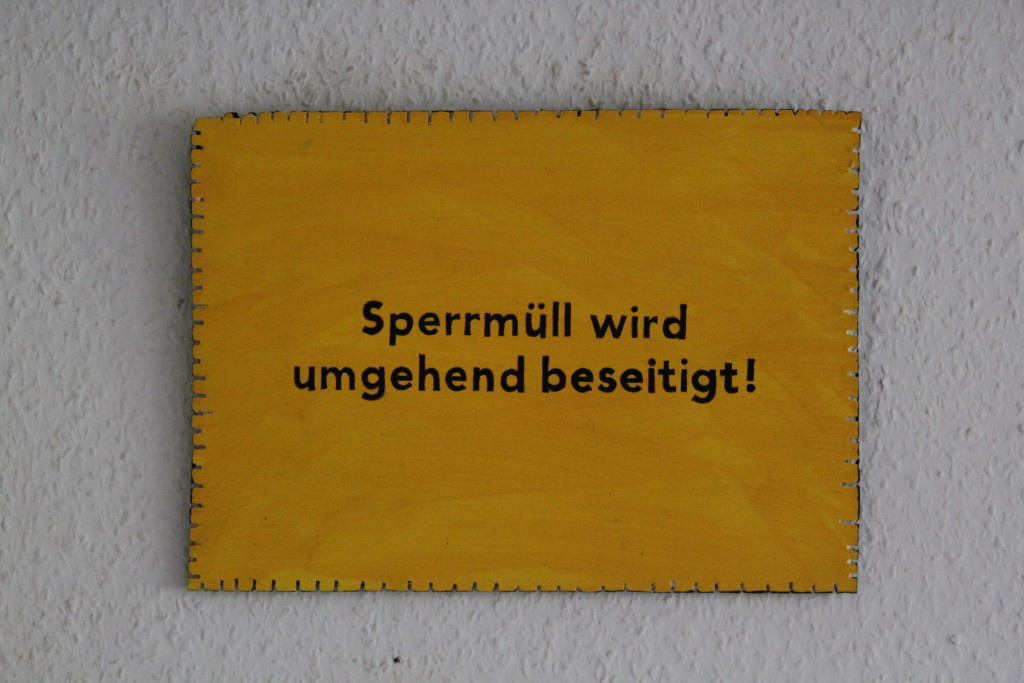 Sperrmüll wird
umgehend beseitigt!